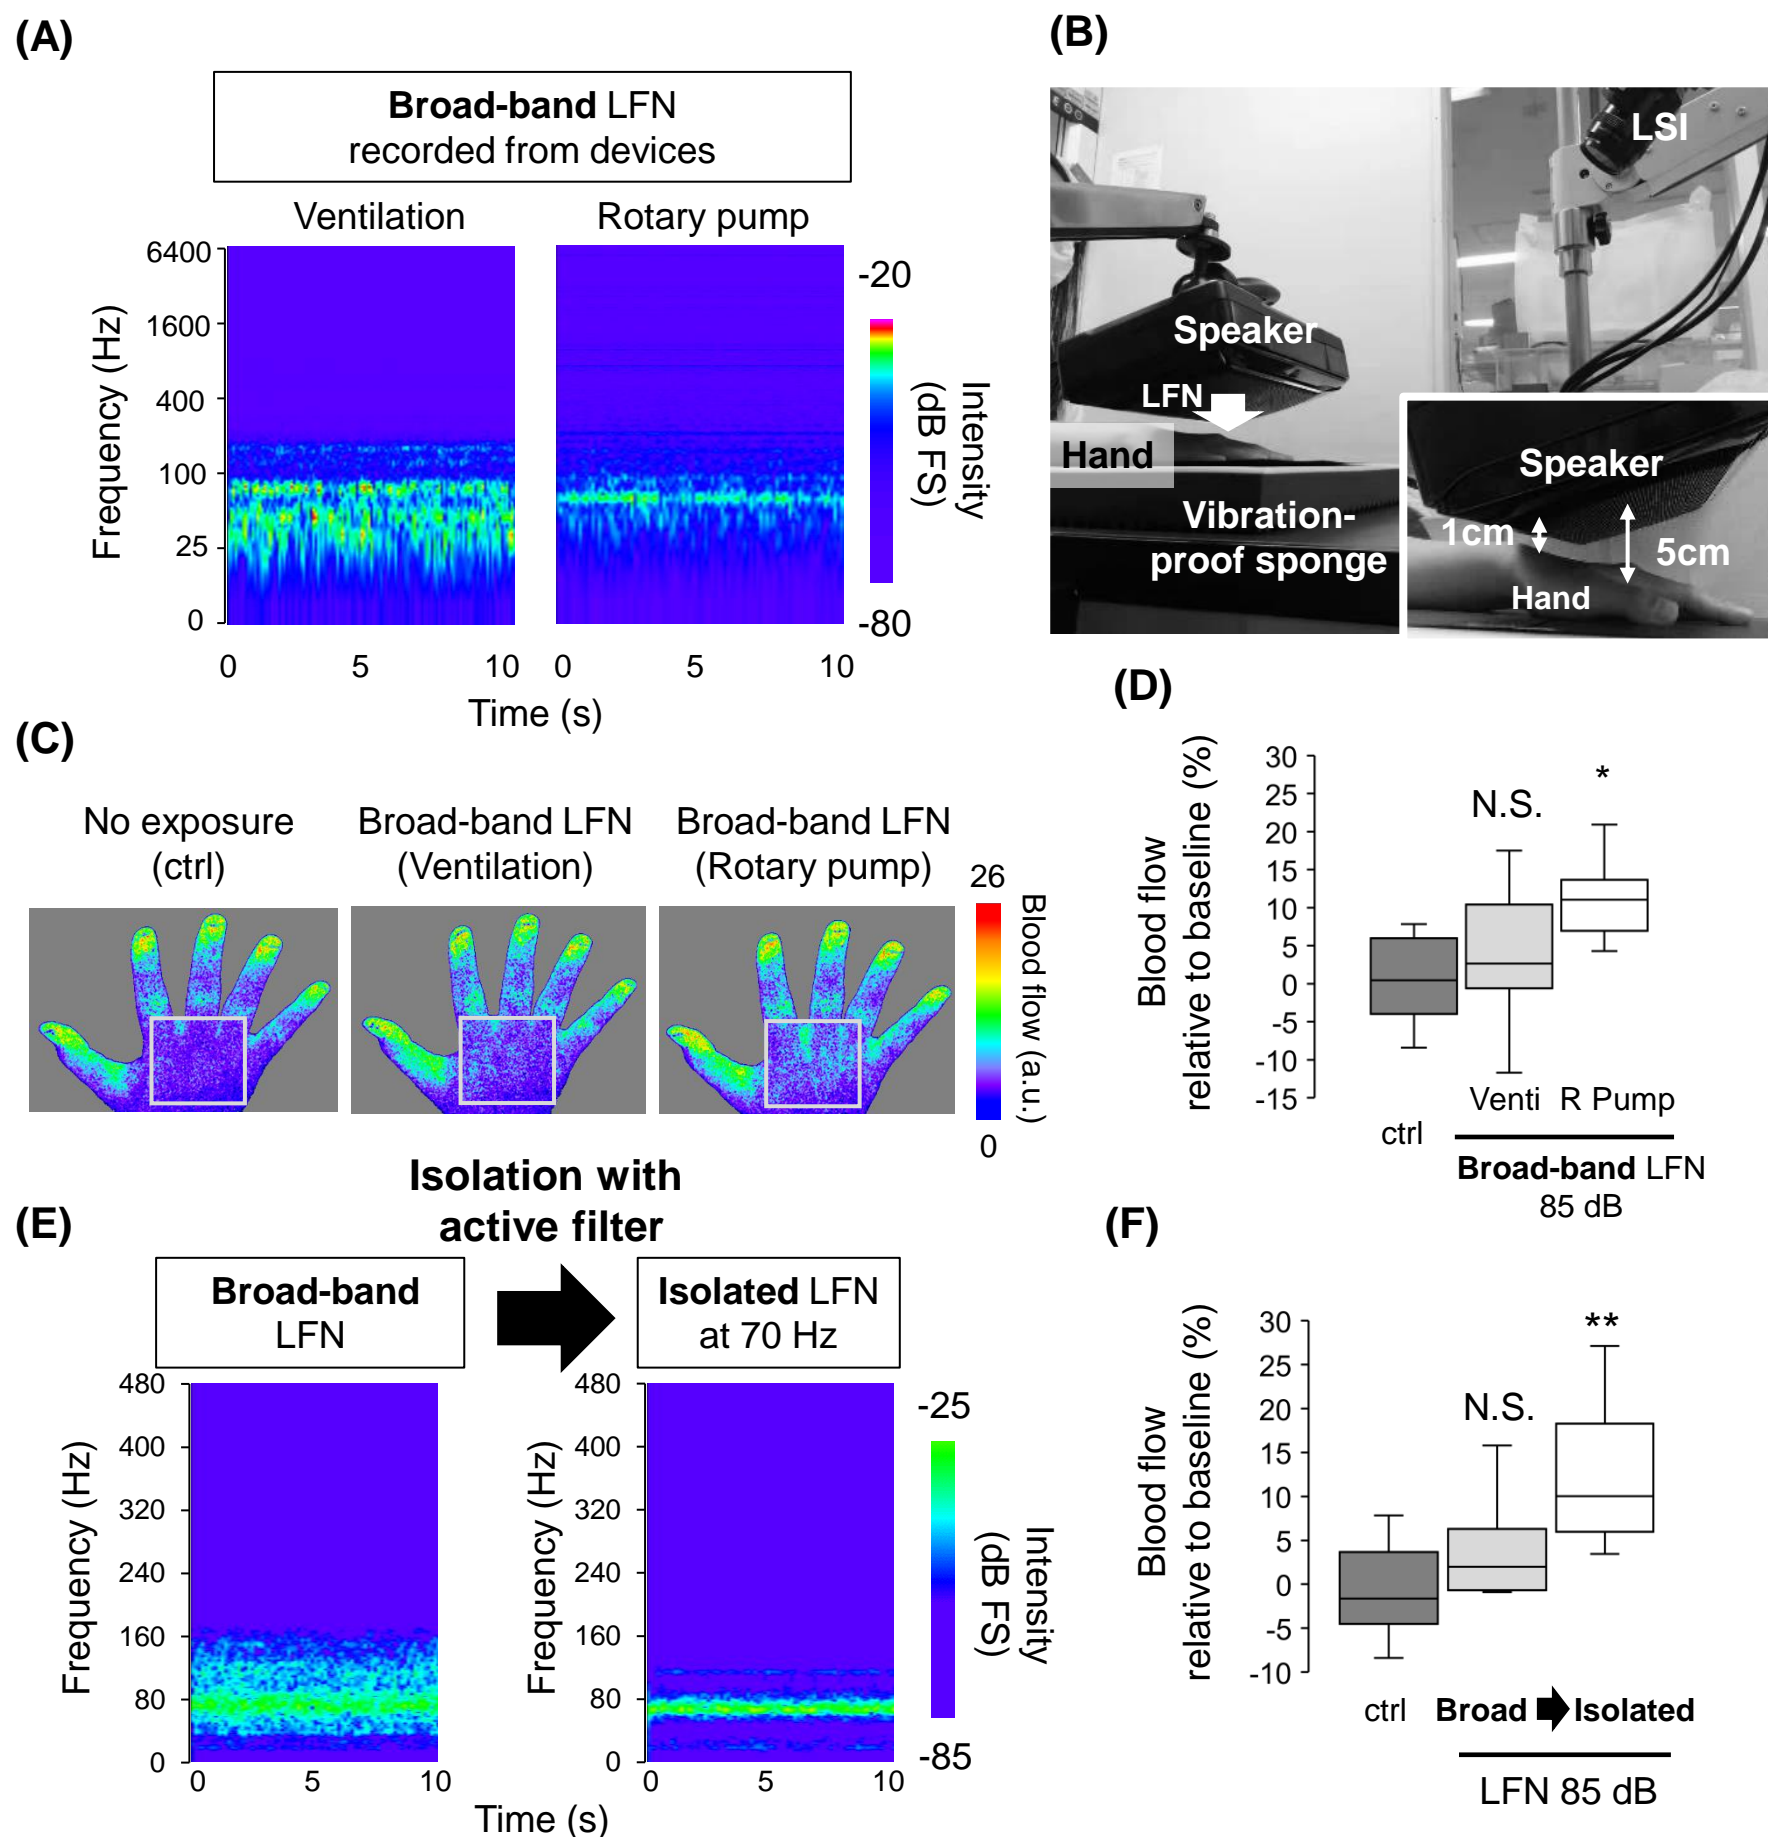 (A)
Broad-band LFN
recorded from devices
Ventilation
Rotary pump
Frequency (Hz)
6400
1600
400
100
25
0
0
5
10
0
5
10
Time (s)
-20
-80
Intensity
(dB FS)
(B)
LSI
Speaker
LFN
Hand
Vibration-
proof sponge
Speaker
1cm
5cm
Hand
(C)
No exposure
(ctrl)
Broad-band LFN
(Ventilation)
Broad-band LFN
(Rotary pump)
26
0
Blood flow (a.u.)
(D)
Blood flow
relative to baseline (%)
30
25
20
15
10
5
0
-5
-10
-15
N.S.
*
ctrl
Venti
R Pump
Broad-band LFN
85 dB
(E)
Isolation with
active filter
Broad-band
LFN
Isolated LFN
at 70 Hz
Frequency (Hz)
480
400
320
240
160
80
0
0
5
10
Frequency (Hz)
480
400
320
240
160
80
0
0
5
10
Time (s)
-25
-85
Intensity
(dB FS)
(F)
Blood flow
relative to baseline (%)
30
25
20
15
10
5
0
-5
-10
N.S.
**
ctrl
Broad
Isolated
LFN 85 dB